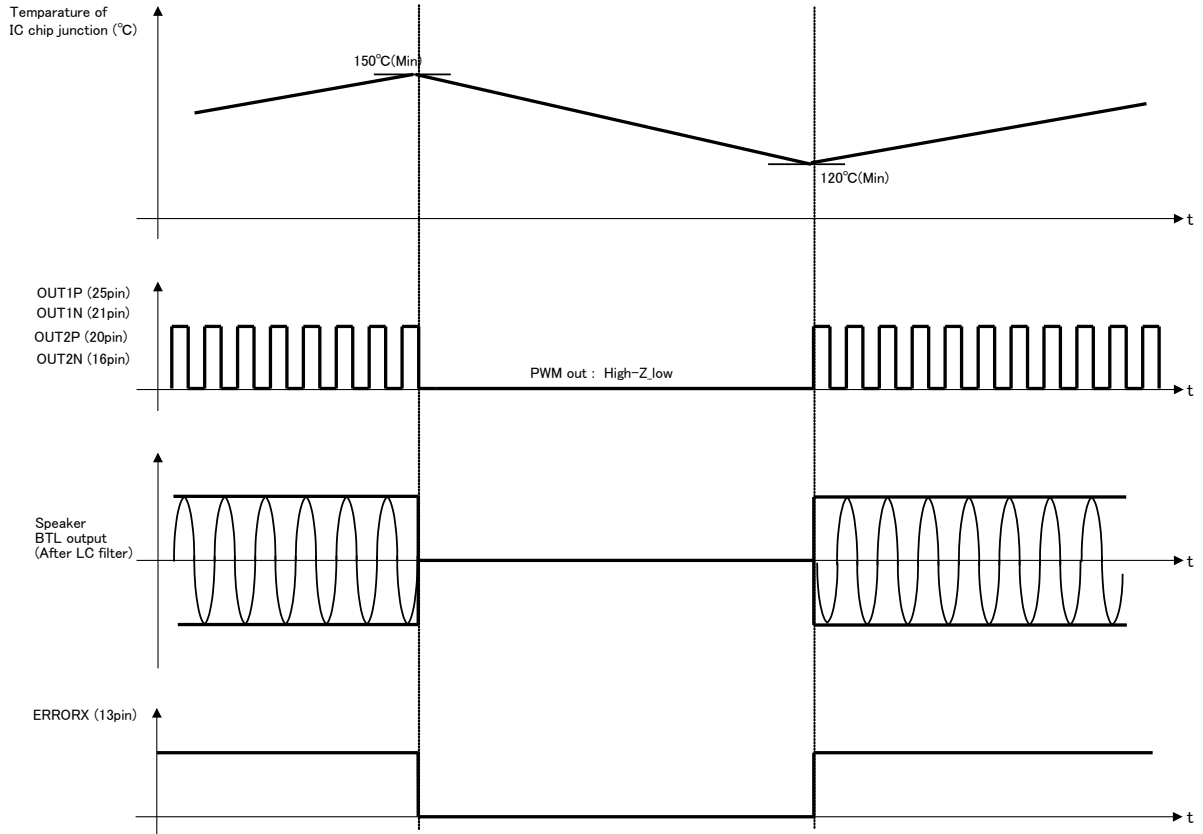 Temparature of
IC chip junction (℃)
150℃(Min)
120℃(Min)
t
OUT1P (25pin)
OUT1N (21pin)
OUT2P (20pin)
OUT2N (16pin)
PWM out : High-Z_low
t
Speaker
BTL output
(After LC filter)
t
ERRORX (13pin)
t